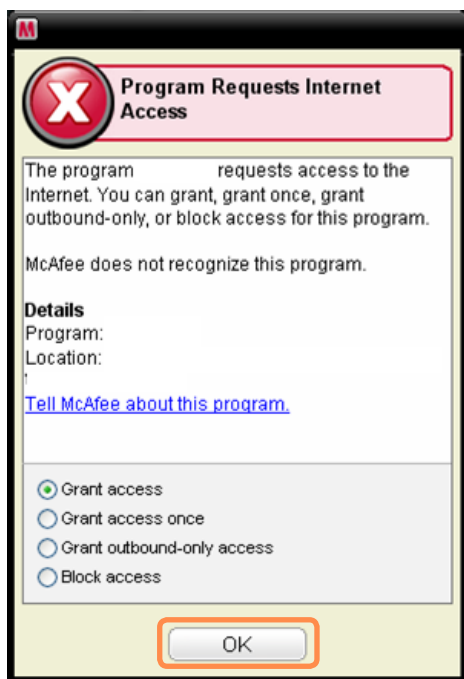 Program Requests Internet
Access
The program requests access to the
Internet. You can grant, grant once, grant
outbound-only, or block access for this program.
McAfee does not recognize this program.
Details
Program:
Location:
Tell McAfee about this program.
Grant access
Grant access once
Grant outbound-only access
Block access
OK